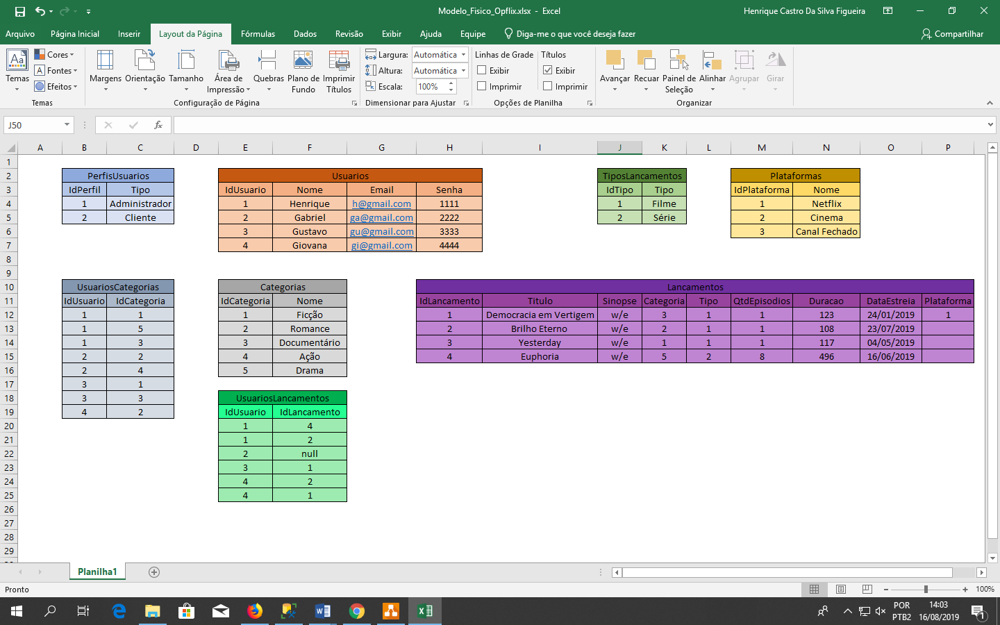 Modelo_Fisico_Opflix.xlsx - Excel
Henrique Castro Da Silva Figueira
Arquivo Página Inicial Inserir Layout da Página Fórmulas Dados Revisão Exibir Ajuda Equipe Diga-me o que você deseja fazer Compartilhar
Temas
Cores
Fontes
Efeitos
Temas
Margens Orientação Tamanho Área de Impressão Quebras Plano de Fundo Imprimir Títulos
Configuração de Página
Largura: Automática
Altura: Automática
Escala: 100%
Dimensionar para Ajustar
Linhas de Grade Títulos
Exibir Exibir
Imprimir Imprimir
Opções de Planilha
Avançar Recuar Painel de Seleção Alinhar Agrupar Girar
Organizar
J50 fx
A B C D E F G H I J K L M N O P
1
2 PerfisUsuarios Usuarios TiposLancamentos Plataformas
3 IdPerfil Tipo IdUsuario Nome Email Senha IdTipo Tipo IdPlataforma Nome
4 1 Administrador 1 Henrique h@gmail.com 1111 1 Filme 1 Netflix
5 2 Cliente 2 Gabriel ga@gmail.com 2222 2 Série 2 Cinema
6 3 Gustavo gu@gmail.com 3333 3 Canal Fechado
7 4 Giovana gi@gmail.com 4444
8
9
10 UsuariosCategorias Categorias Lancamentos
11 IdUsuario IdCategoria IdCategoria Nome IdLancamento Titulo Sinopse Categoria Tipo QtdEpisodios Duracao DataEstreia Plataforma
12 1 1 1 Ficção 1 Democracia em Vertigem w/e 3 1 1 123 24/01/2019 1
13 1 5 2 Romance 2 Brilho Eterno w/e 2 1 1 108 23/07/2019
14 1 3 3 Documentário 3 Yesterday w/e 1 1 1 117 04/05/2019
15 2 2 4 Ação 4 Euphoria w/e 5 2 8 496 16/06/2019
16 2 4 5 Drama
17 3 1
18 3 3 UsuariosLancamentos
19 4 2 IdUsuario IdLancamento
20 1 4
21 1 2
22 2 null
23 3 1
24 4 2
25 4 1
26
27
28
29
Planilha1
Pronto 100%
POR 14:03
PTB2 16/08/2019 1